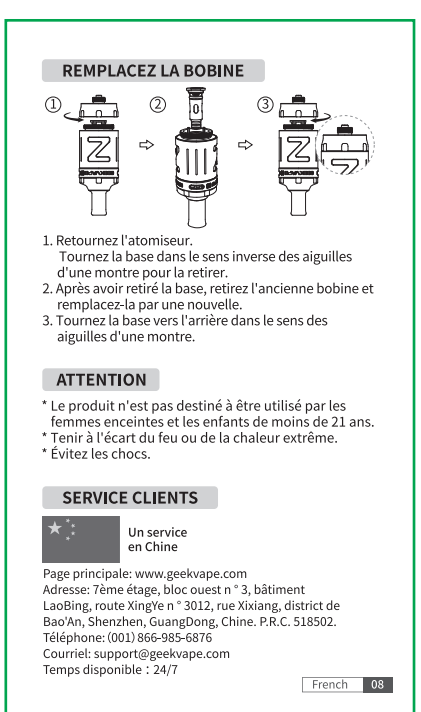 REMPLACEZ LA BOBINE
1 2 3
1. Retournez l'atomiseur.
Tournez la base dans le sens inverse des aiguilles
d'une montre pour la retirer.
2. Après avoir retiré la base, retirez l'ancienne bobine et
remplacez-la par une nouvelle.
3. Tournez la base vers l'arrière dans le sens des
aiguilles d'une montre.
ATTENTION
* Le produit n'est pas destiné à être utilisé par les
femmes enceintes et les enfants de moins de 21 ans.
* Tenir à l'écart du feu ou de la chaleur extrême.
* Évitez les chocs.
SERVICE CLIENTS
Un service
en Chine
Page principale: www.geekvape.com
Adresse: 7ème étage, bloc ouest n ° 3, bâtiment
LaoBing, route XingYe n ° 3012, rue Xixiang, district de
Bao'An, Shenzhen, GuangDong, Chine. P.R.C. 518502.
Téléphone: (001) 866-985-6876
Courriel: support@geekvape.com
Temps disponible : 24/7
French 08